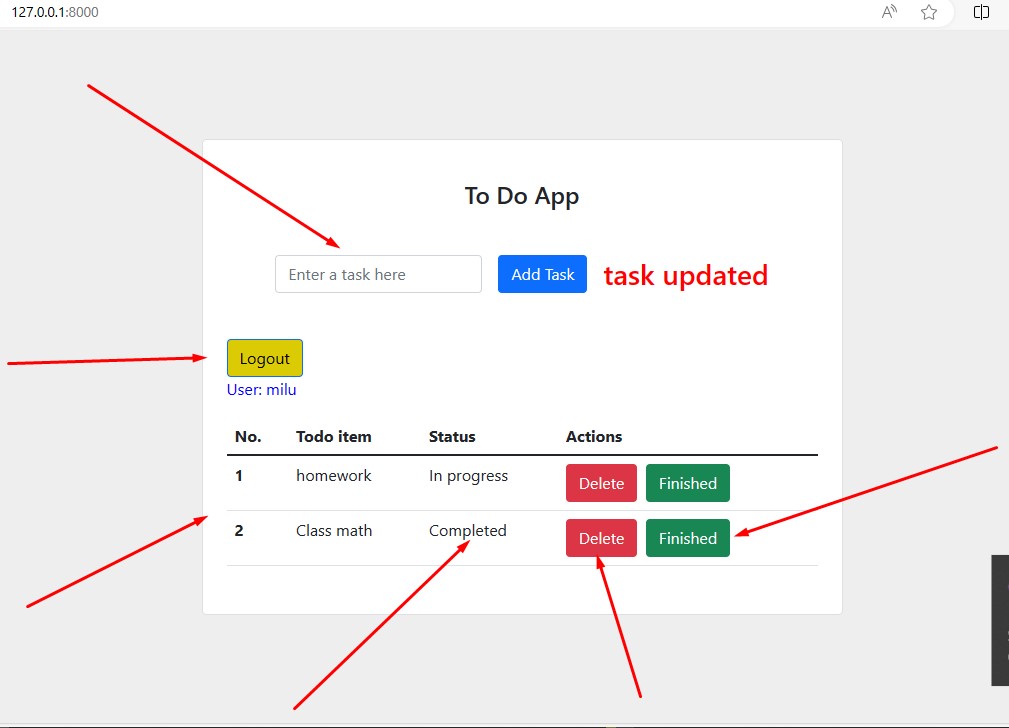 127.0.0.1:8000
To Do App
Enter a task here Add Task task updated
Logout
User: milu
No. Todo item Status Actions
1 homework In progress Delete Finished
2 Class math Completed Delete Finished